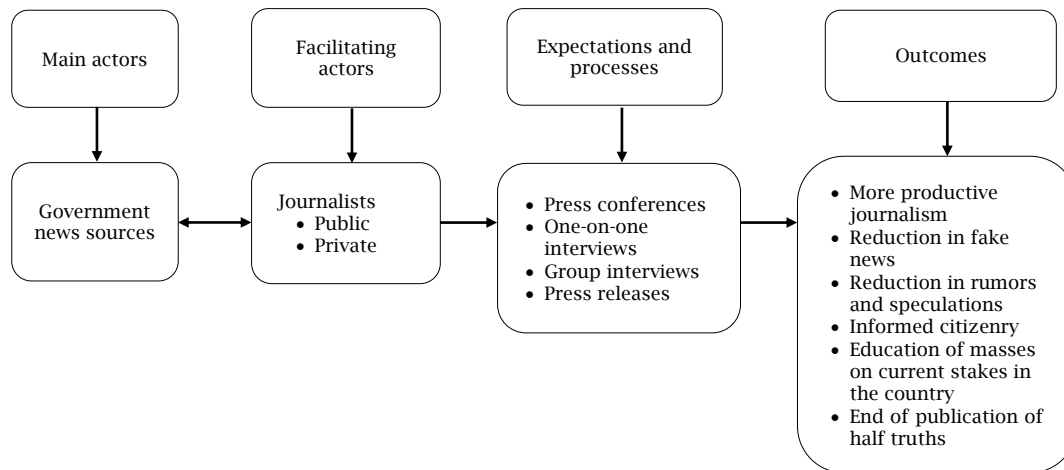 Main actors
Facilitating
actors
Expectations and
processes
Outcomes
Government
news sources
Journalists
• Public
• Private
• Press conferences
• One-on-one
interviews
• Group interviews
• Press releases
• More productive
journalism
• Reduction in fake
news
• Reduction in rumors
and speculations
• Informed citizenry
• Education of masses
on current stakes in
the country
• End of publication of
half truths